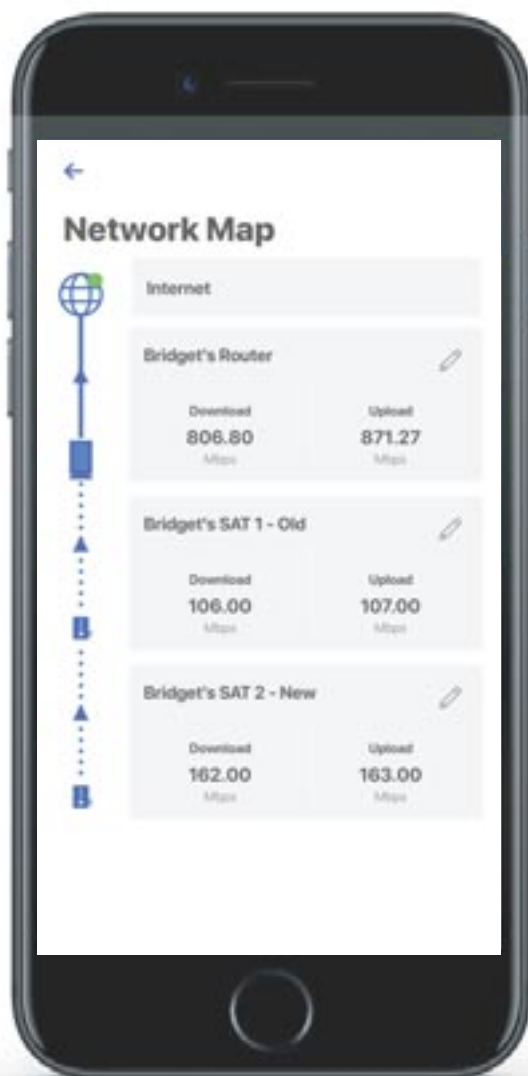 Network Map
Internet
Bridget's Router
Download Upload
806.80 871.27
Mbps Mbps
Bridget's SAT 1 - Old
Download Upload
106.00 107.00
Mbps Mbps
Bridget's SAT 2 - New
Download Upload
162.00 163.00
Mbps Mbps